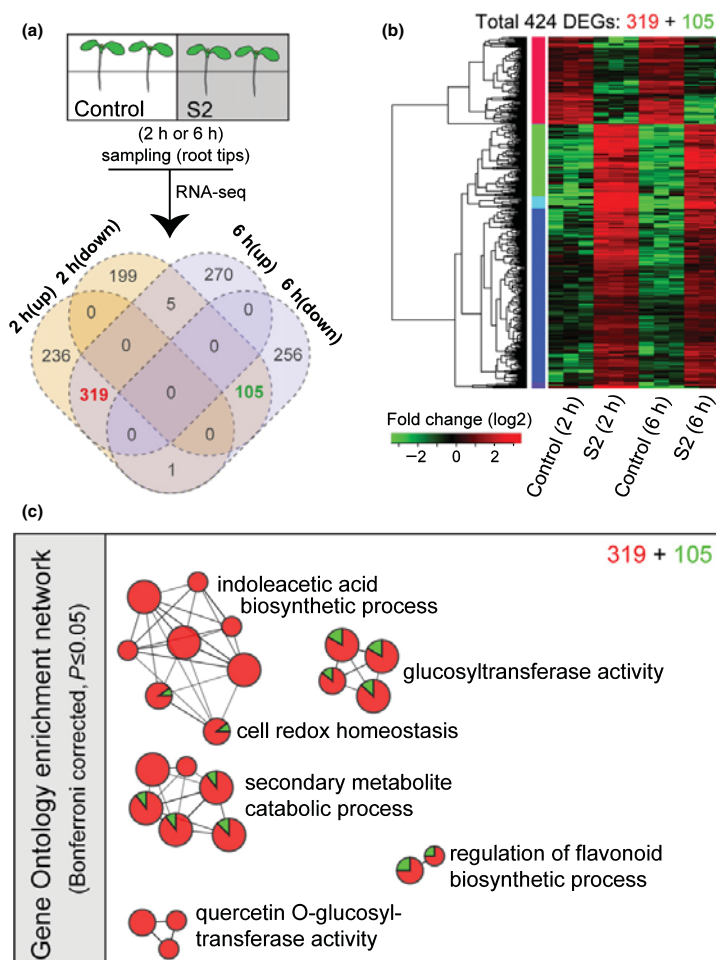 (a)
Control
S2
(2 h or 6 h)
sampling (root tips)
RNA-seq
2 h(up)
2 h(down)
6 h(up)
6 h(down)
199
270
0
5
0
236
0
0
256
319
0
105
0
0
1
(b)
Total 424 DEGs: 319 + 105
Fold change (log2)
−2
0
2
Control (2 h)
S2 (2 h)
Control (6 h)
S2 (6 h)
(c)
Gene Ontology enrichment network
(Bonferroni corrected, P≤0.05)
319 + 105
indoleacetic acid
biosynthetic process
glucosyltransferase activity
cell redox homeostasis
secondary metabolite
catabolic process
regulation of flavonoid
biosynthetic process
quercetin O-glucosyl-
transferase activity